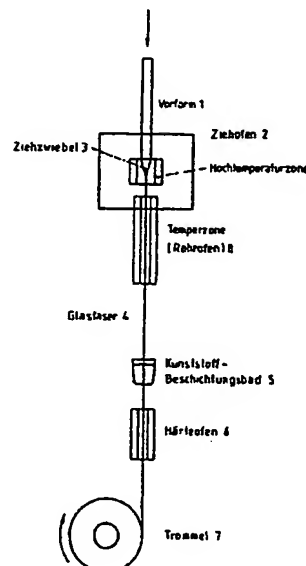 Vorform 1
Ziehofen 2
Ziehzwiebel 3
Hochtemperaturzone
Temperzone
(Rohrofen) 8
Glasfaser 4
Kunststoff-
Beschichtungsbad 5
Härteofen 6
Trommel 7